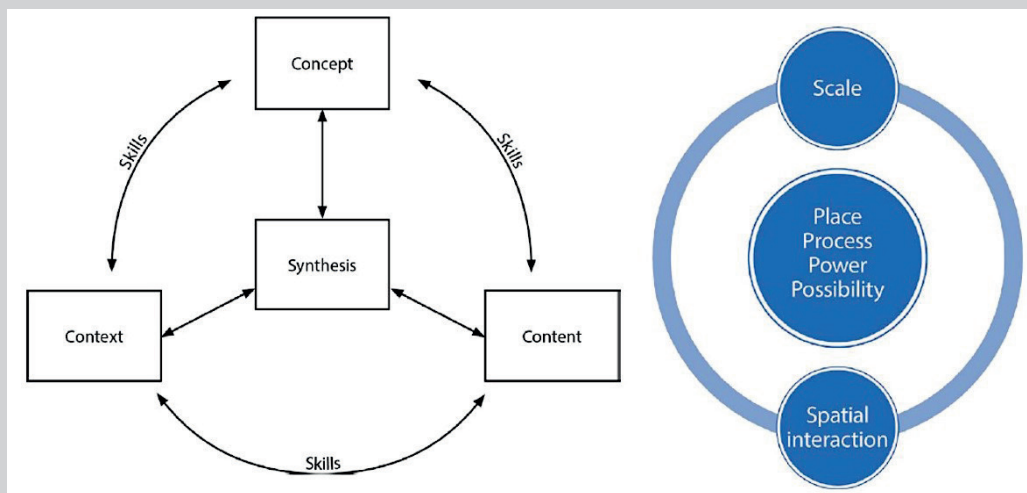 Concept
Skills
Skills
Synthesis
Context
Content
Skills
Scale
Place
Process
Power
Possibility
Spatial
interaction